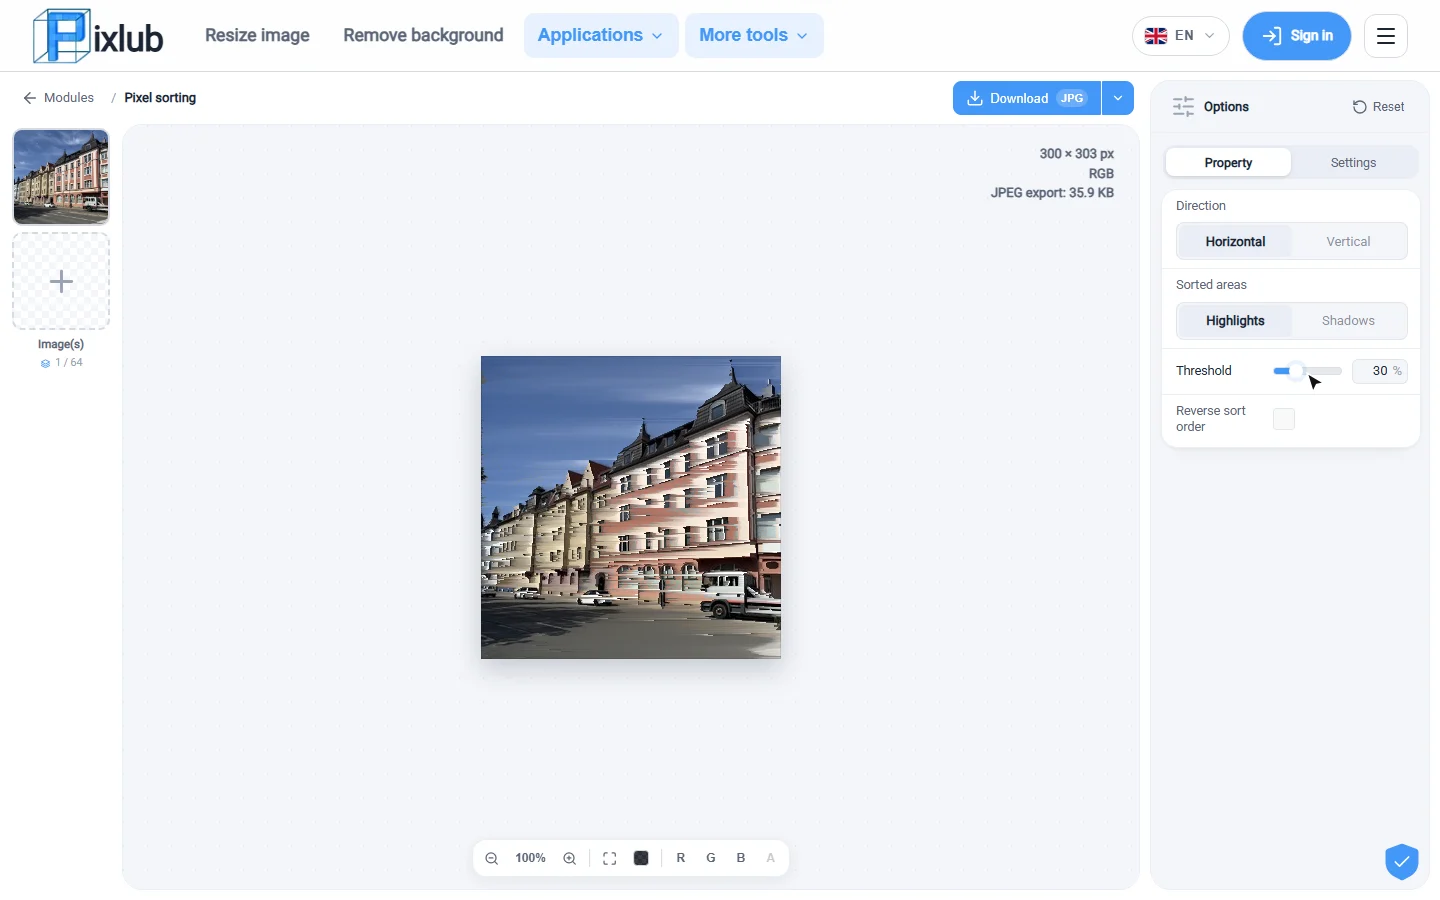 Pixlub
Resize image
Remove background
Applications
More tools
EN
Sign in
Modules / Pixel sorting
Download JPG
Options
Reset
300 × 303 px
RGB
JPEG export: 35.9 KB
Property
Settings
Direction
Horizontal
Vertical
Sorted areas
Highlights
Shadows
Threshold
30 %
Reverse sort
order
Image(s)
1 / 64
100%
R
G
B
A